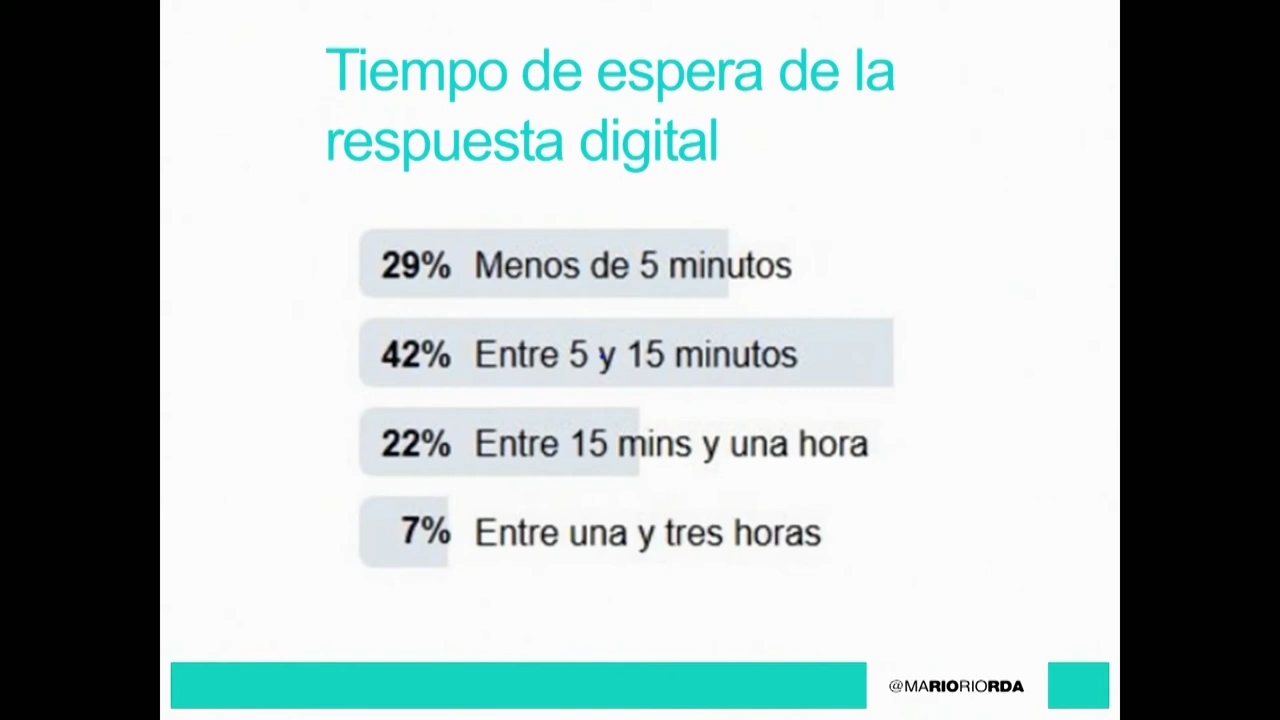 Tiempo de espera de la
respuesta digital
29% Menos de 5 minutos
42% Entre 5 y 15 minutos
22% Entre 15 mins y una hora
7% Entre una y tres horas
@MARIORIORDA